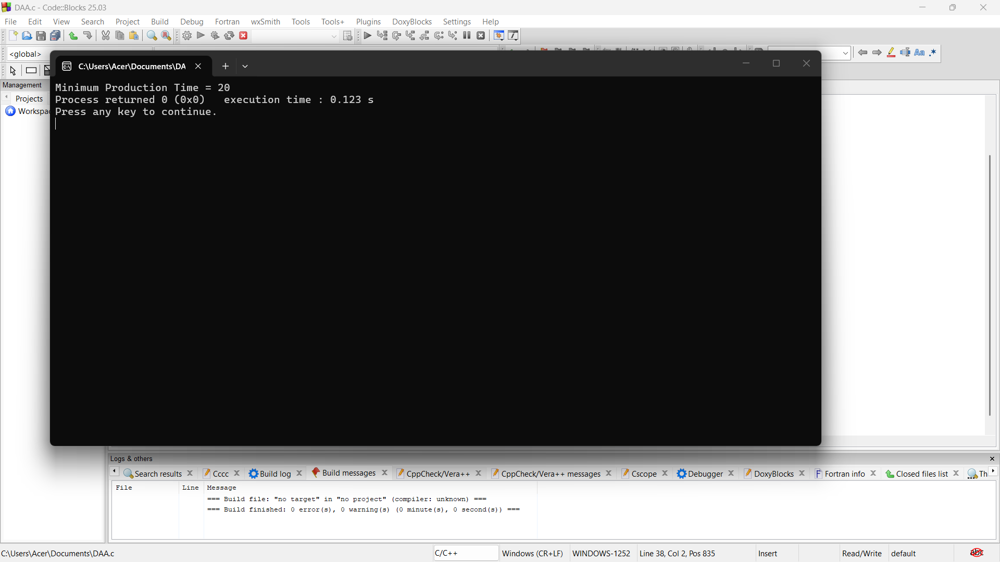 DAA.c - Code::Blocks 25.03
File Edit View Search Project Build Debug Fortran wxSmith Tools Tools+ Plugins DoxyBlocks Settings Help
<global>
C:\Users\Acer\Documents\DA
Management
Projects
Minimum Production Time = 20
Process returned 0 (0x0)   execution time : 0.123 s
Press any key to continue.
Logs & others
Search results Cccc Build log Build messages CppCheck/Vera++ CppCheck/Vera++ messages Cscope Debugger DoxyBlocks Fortran info Closed files list Th
File Line Message
=== Build file: "no target" in "no project" (compiler: unknown) ===
=== Build finished: 0 error(s), 0 warning(s) (0 minute(s), 0 second(s)) ===
C:\Users\Acer\Documents\DAA.c C/C++ Windows (CR+LF) WINDOWS-1252 Line 38, Col 2, Pos 835 Insert Read/Write default